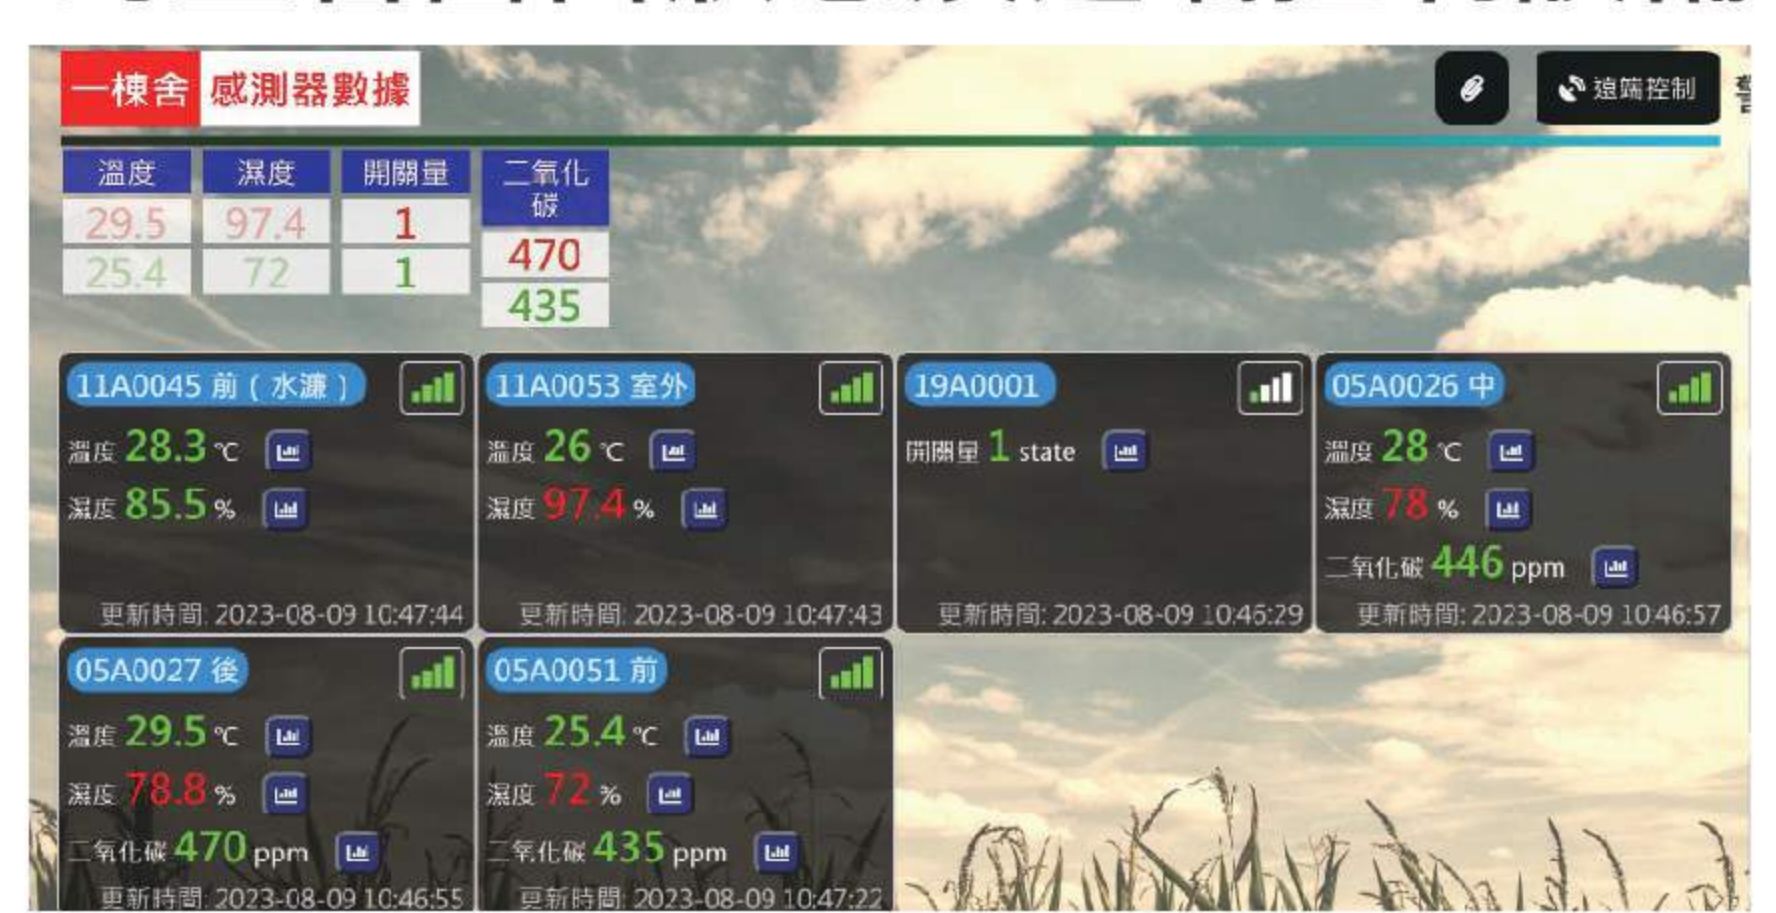 一棟舍 感測器數據
遠端控制
溫度 濕度 開關量 二氧化碳
29.5 97.4 1 470
25.4 72 1 435
11A0045 前（水濂） 11A0053 室外 19A0001 05A0026 中
溫度 28.3 ℃ 溫度 26 ℃ 開關量 1 state 溫度 28 ℃
濕度 85.5 % 濕度 97.4 % 濕度 78 %
二氧化碳 446 ppm
更新時間: 2023-08-09 10:47:44 更新時間: 2023-08-09 10:47:43 更新時間: 2023-08-09 10:46:29 更新時間: 2023-08-09 10:46:57
05A0027 後 05A0051 前
溫度 29.5 ℃ 溫度 25.4 ℃
濕度 78.8 % 濕度 72 %
二氧化碳 470 ppm 二氧化碳 435 ppm
更新時間: 2023-08-09 10:46:55 更新時間: 2023-08-09 10:47:22